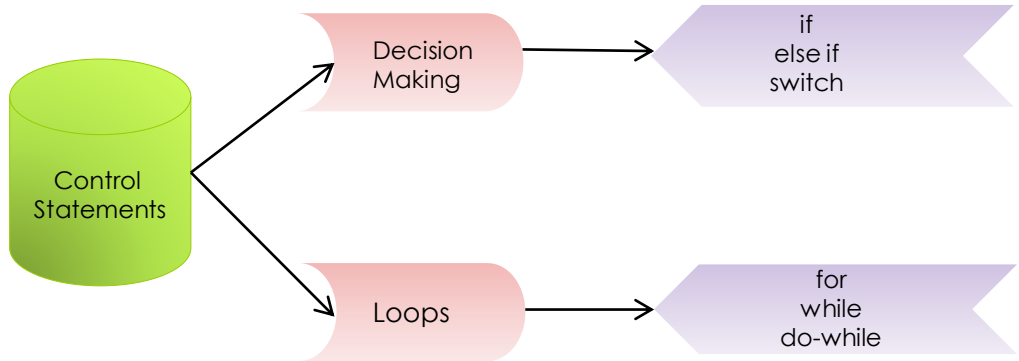 Control
Statements
Decision
Making
if
else if
switch
Loops
for
while
do-while